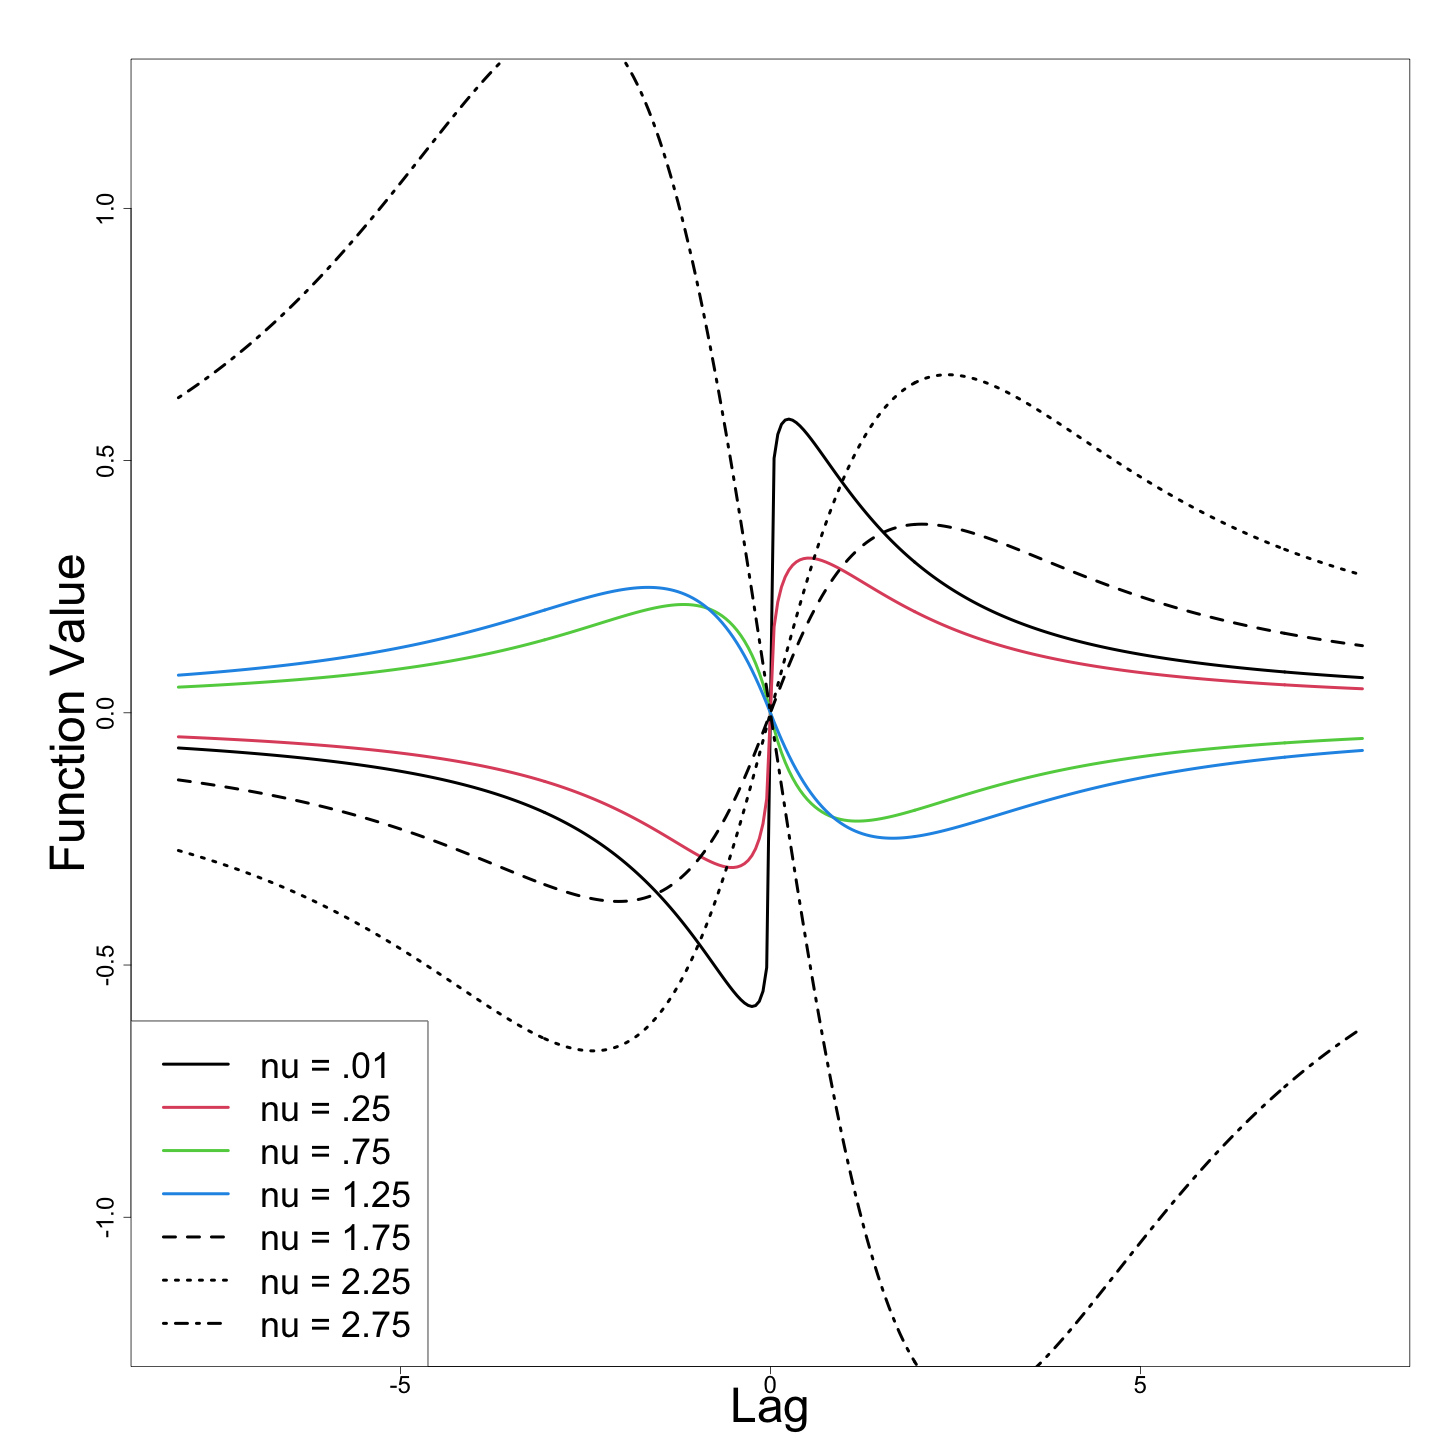 Function Value
1.0
0.5
0.0
-0.5
-1.0
nu = .01
nu = .25
nu = .75
nu = 1.25
nu = 1.75
nu = 2.25
nu = 2.75
-5 0 5
Lag